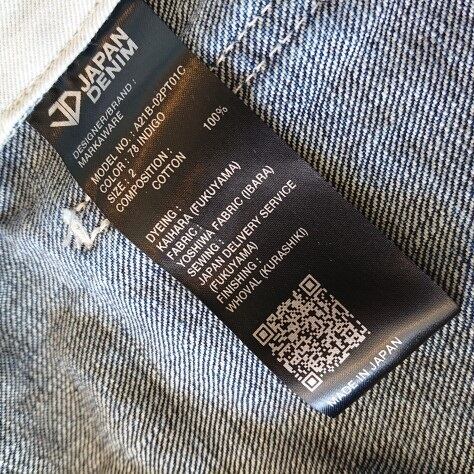 JAPAN
DENIM
DESIGNER/BRAND :
MARKAWARE
MODEL NO. : A21B-02PT01C
COLOR : 78 INDIGO
SIZE : 2
COMPOSITION :
COTTON 100%
DYEING :
KAIHARA (FUKUYAMA)
FABRIC :
YOSHIWA FABRIC (IBARA)
SEWING :
JAPAN DELIVERY SERVICE
(FUKUYAMA)
FINISHING :
WHOVAL (KURASHIKI)
MADE IN JAPAN